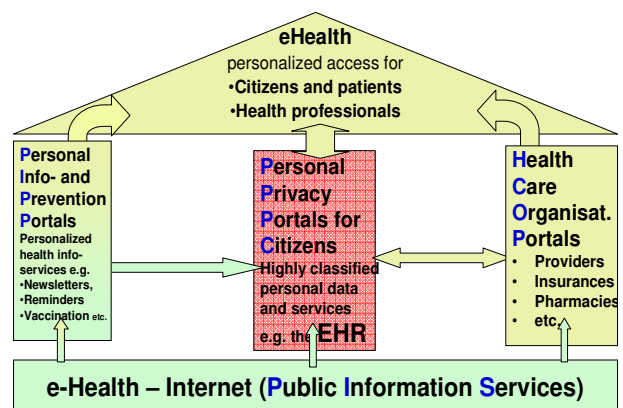 eHealth
personalized access for
•Citizens and patients
•Health professionals
Personal
Info- and
Prevention
Portals
Personalized
health info-
services e.g.
•Newsletters,
•Reminders
•Vaccination etc.
Personal
Privacy
Portals for
Citizens
Highly classified
personal data
and services
e.g. the EHR
Health
Care
Organisat.
Portals
• Providers
• Insurances
• Pharmacies
• etc.
e-Health – Internet (Public Information Services)